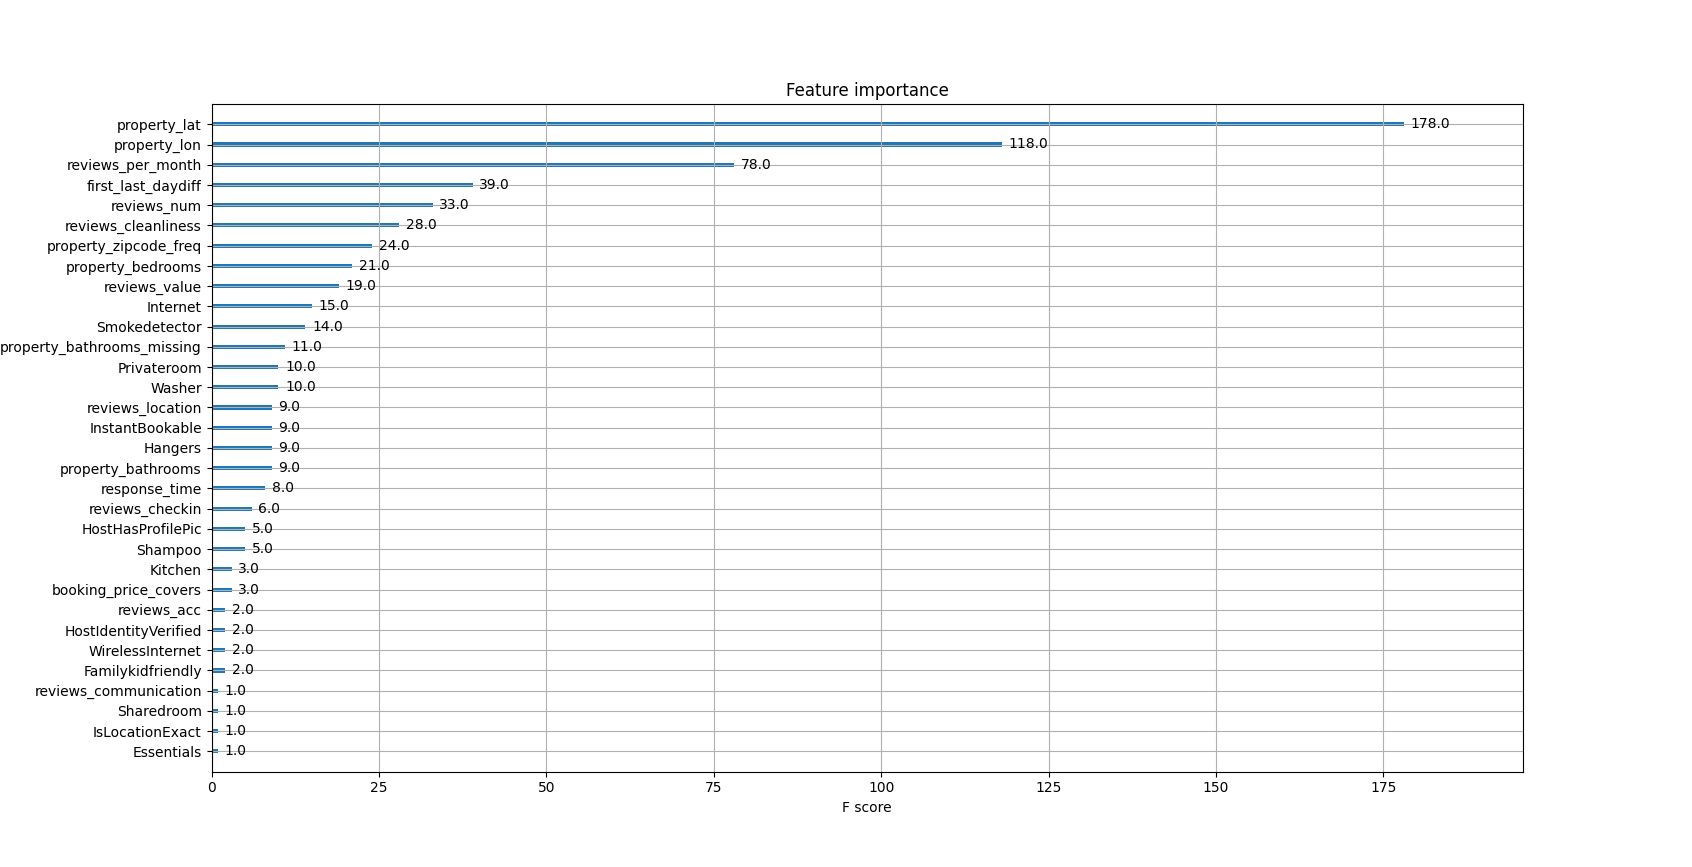 Feature importance
property_lat 178.0
property_lon 118.0
reviews_per_month 78.0
first_last_daydiff 39.0
reviews_num 33.0
reviews_cleanliness 28.0
property_zipcode_freq 24.0
property_bedrooms 21.0
reviews_value 19.0
Internet 15.0
Smokedetector 14.0
property_bathrooms_missing 11.0
Privateroom 10.0
Washer 10.0
reviews_location 9.0
InstantBookable 9.0
Hangers 9.0
property_bathrooms 9.0
response_time 8.0
reviews_checkin 6.0
HostHasProfilePic 5.0
Shampoo 5.0
Kitchen 3.0
booking_price_covers 3.0
reviews_acc 2.0
HostIdentityVerified 2.0
WirelessInternet 2.0
Familykidfriendly 2.0
reviews_communication 1.0
Sharedroom 1.0
IsLocationExact 1.0
Essentials 1.0
0 25 50 75 100 125 150 175
F score